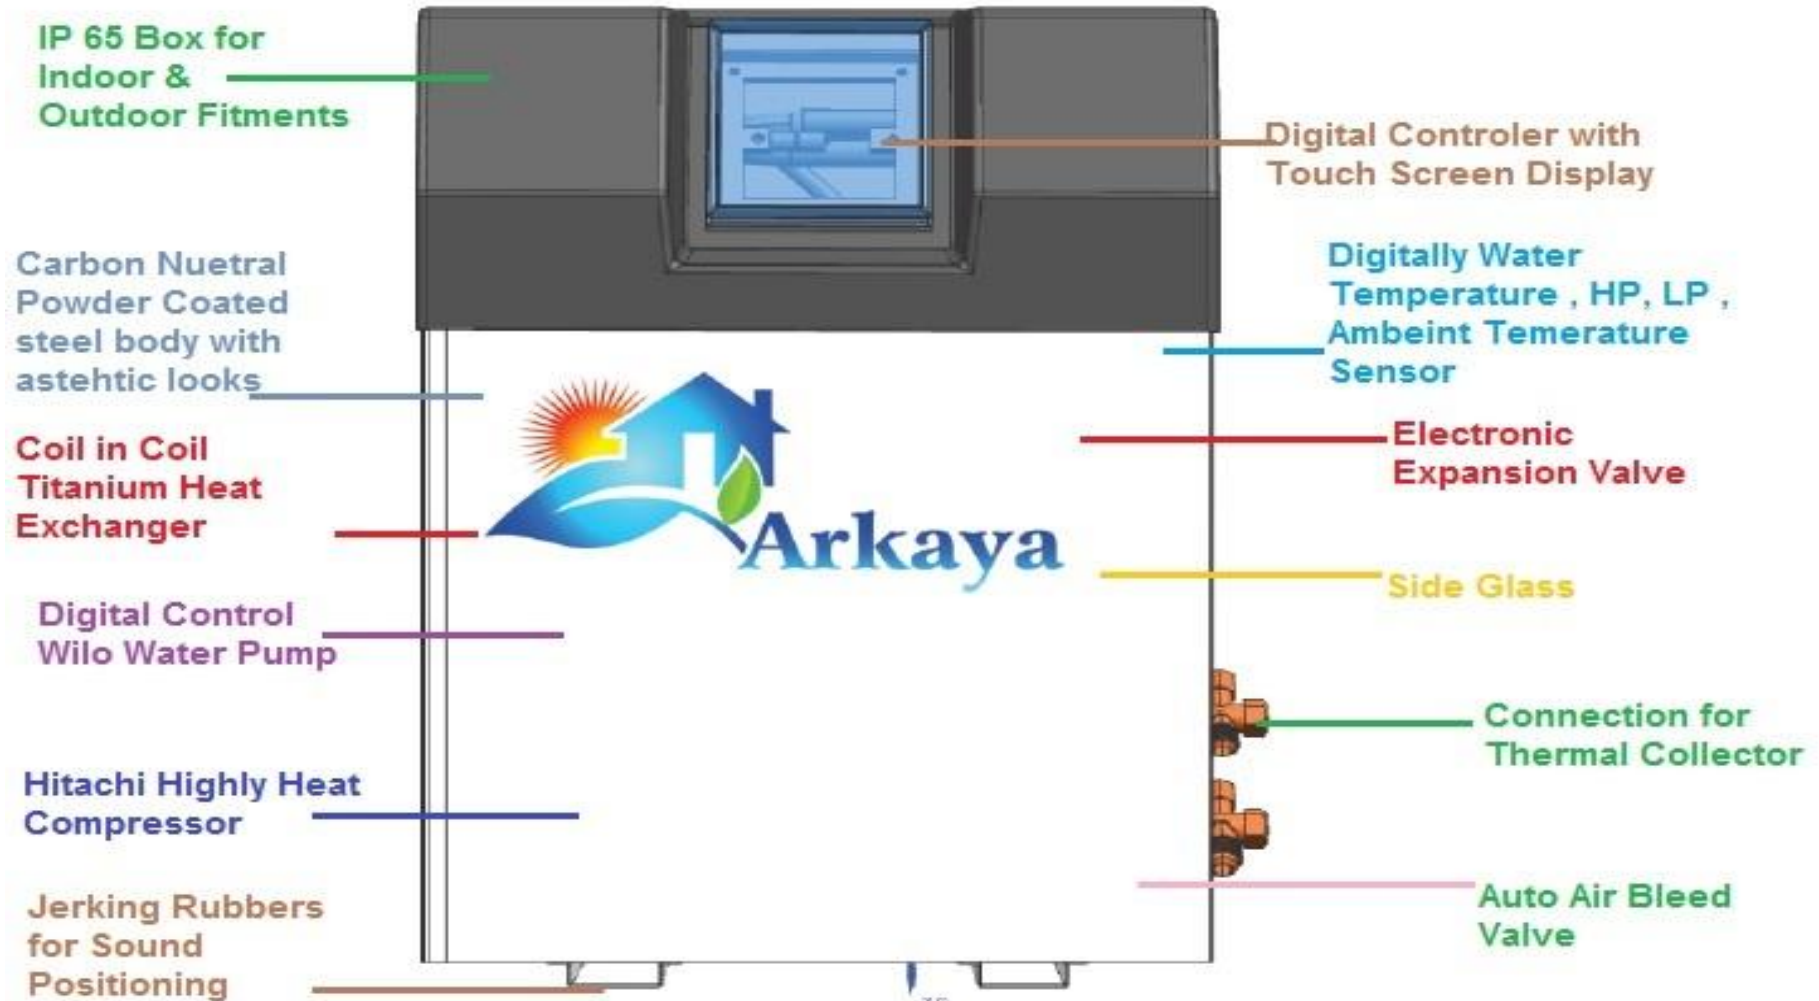 IP 65 Box for
Indoor &
Outdoor Fitments
Digital Controler with
Touch Screen Display
Carbon Nuetral
Powder Coated
steel body with
astehtic looks
Digitally Water
Temperature , HP, LP ,
Ambeint Temerature
Sensor
Coil in Coil
Titanium Heat
Exchanger
Electronic
Expansion Valve
Arkaya
Side Glass
Digital Control
Wilo Water Pump
Connection for
Thermal Collector
Hitachi Highly Heat
Compressor
Auto Air Bleed
Valve
Jerking Rubbers
for Sound
Positioning